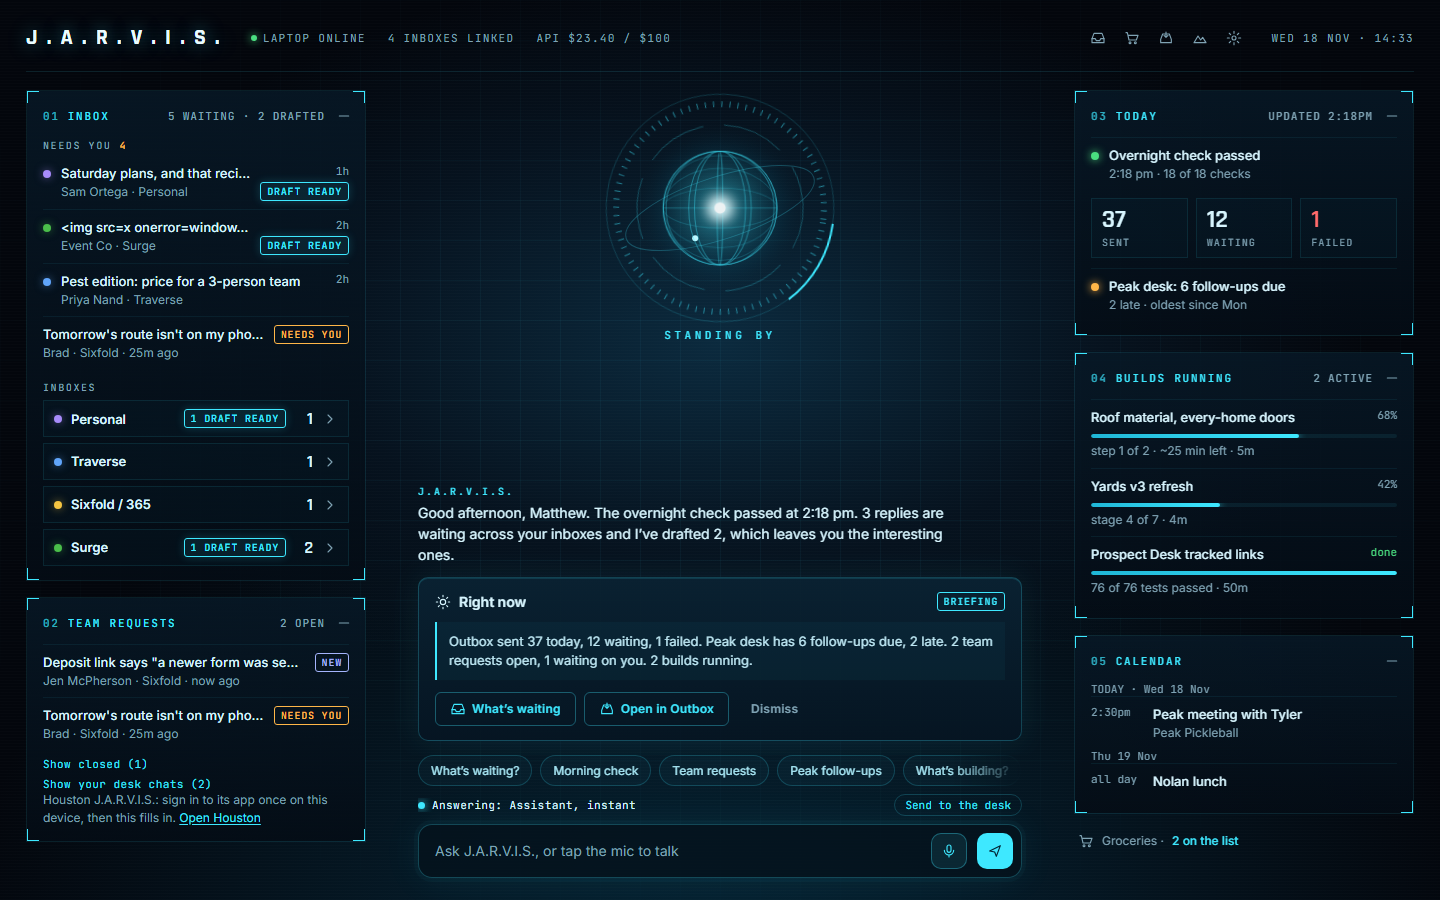 J.A.R.V.I.S.
LAPTOP ONLINE
4 INBOXES LINKED
API $23.40 / $100
WED 18 NOV · 14:33
01 INBOX
5 WAITING · 2 DRAFTED
NEEDS YOU 4
Saturday plans, and that reci...
1h
Sam Ortega · Personal
DRAFT READY
<img src=x onerror=window...
2h
Event Co · Surge
DRAFT READY
Pest edition: price for a 3-person team
2h
Priya Nand · Traverse
Tomorrow's route isn't on my pho...
NEEDS YOU
Brad · Sixfold · 25m ago
INBOXES
Personal
1 DRAFT READY
1
Traverse
1
Sixfold / 365
1
Surge
1 DRAFT READY
2
02 TEAM REQUESTS
2 OPEN
Deposit link says "a newer form was se...
NEW
Jen McPherson · Sixfold · now ago
Tomorrow's route isn't on my pho...
NEEDS YOU
Brad · Sixfold · 25m ago
Show closed (1)
Show your desk chats (2)
Houston J.A.R.V.I.S.: sign in to its app once on this
device, then this fills in. Open Houston
STANDING BY
J.A.R.V.I.S.
Good afternoon, Matthew. The overnight check passed at 2:18 pm. 3 replies are
waiting across your inboxes and I've drafted 2, which leaves you the interesting
ones.
Right now
BRIEFING
Outbox sent 37 today, 12 waiting, 1 failed. Peak desk has 6 follow-ups due, 2 late. 2 team
requests open, 1 waiting on you. 2 builds running.
What's waiting
Open in Outbox
Dismiss
What's waiting?
Morning check
Team requests
Peak follow-ups
What's building?
Answering: Assistant, instant
Send to the desk
Ask J.A.R.V.I.S., or tap the mic to talk
03 TODAY
UPDATED 2:18PM
Overnight check passed
2:18 pm · 18 of 18 checks
37
SENT
12
WAITING
1
FAILED
Peak desk: 6 follow-ups due
2 late · oldest since Mon
04 BUILDS RUNNING
2 ACTIVE
Roof material, every-home doors
68%
step 1 of 2 · ~25 min left · 5m
Yards v3 refresh
42%
stage 4 of 7 · 4m
Prospect Desk tracked links
done
76 of 76 tests passed · 50m
05 CALENDAR
TODAY · Wed 18 Nov
2:30pm
Peak meeting with Tyler
Peak Pickleball
Thu 19 Nov
all day
Nolan lunch
Groceries · 2 on the list